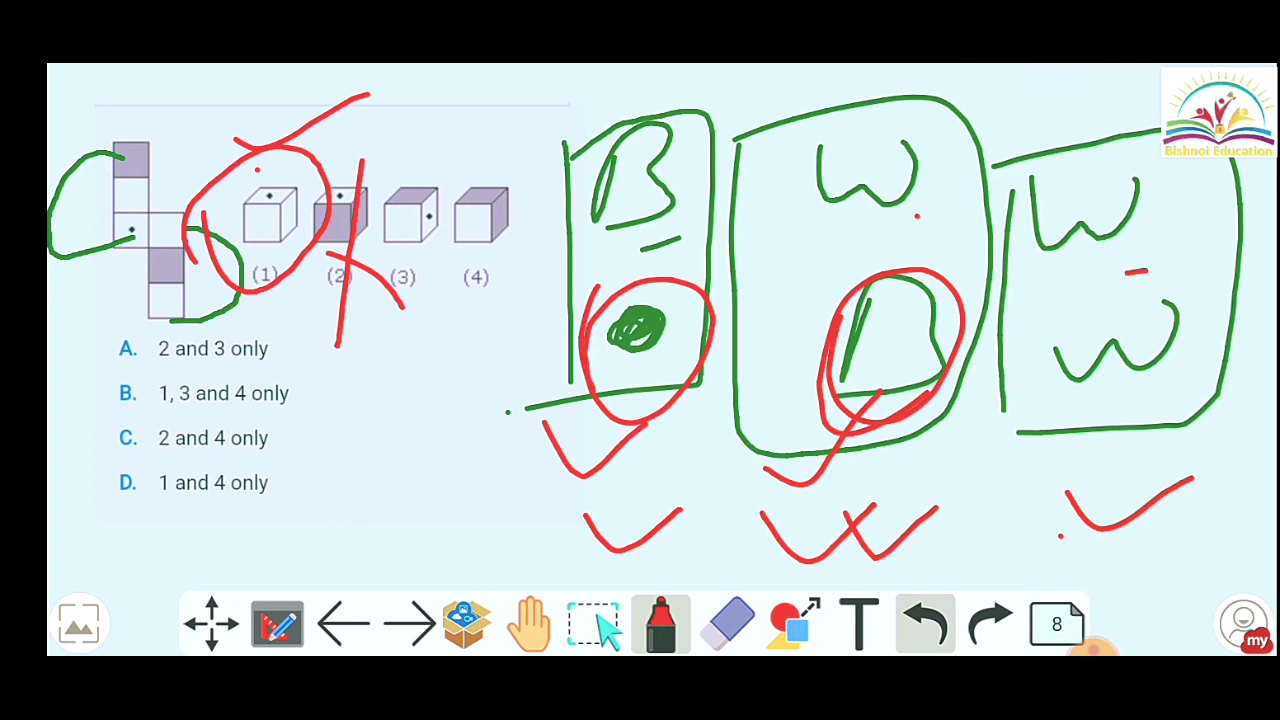 Bishnoi Education
B W W
B W
(1) (2) (3) (4)
A. 2 and 3 only
B. 1, 3 and 4 only
C. 2 and 4 only
D. 1 and 4 only
T
8
my